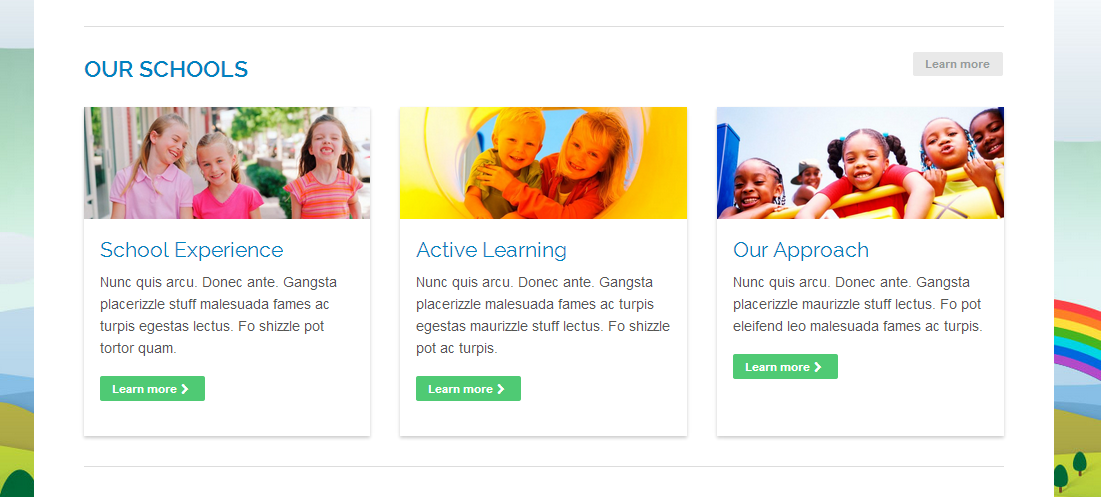 OUR SCHOOLS
Learn more
School Experience
Nunc quis arcu. Donec ante. Gangsta
placerizzle stuff malesuada fames ac
turpis egestas lectus. Fo shizzle pot
tortor quam.
Learn more
Active Learning
Nunc quis arcu. Donec ante. Gangsta
placerizzle malesuada fames ac turpis
egestas maurizzle stuff lectus. Fo shizzle
pot ac turpis.
Learn more
Our Approach
Nunc quis arcu. Donec ante. Gangsta
placerizzle maurizzle stuff lectus. Fo pot
eleifend leo malesuada fames ac turpis.
Learn more